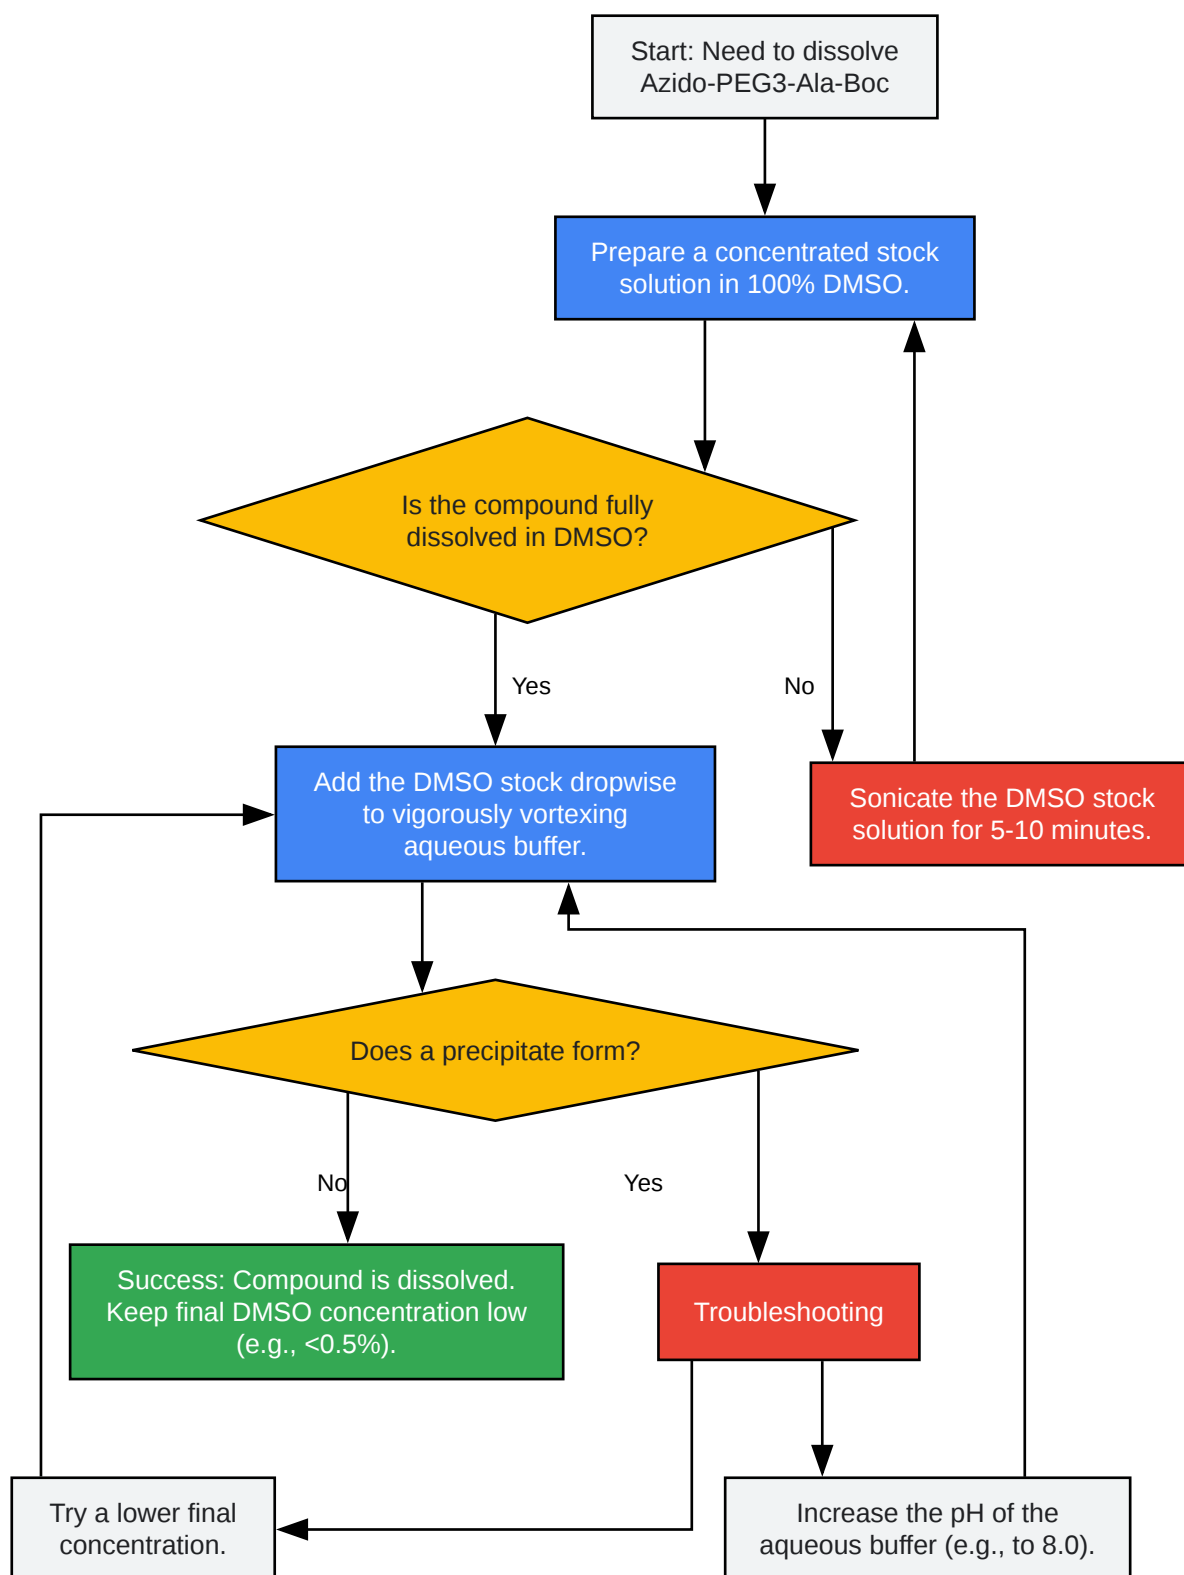 Start: Need to dissolve
Azido-PEG3-Ala-Boc
Prepare a concentrated stock
solution in 100% DMSO.
Is the compound fully
dissolved in DMSO?
Yes
No
Add the DMSO stock dropwise
to vigorously vortexing
aqueous buffer.
Sonicate the DMSO stock
solution for 5-10 minutes.
Does a precipitate form?
No
Yes
Success: Compound is dissolved.
Keep final DMSO concentration low
(e.g., <0.5%).
Troubleshooting
Try a lower final
concentration.
Increase the pH of the
aqueous buffer (e.g., to 8.0).